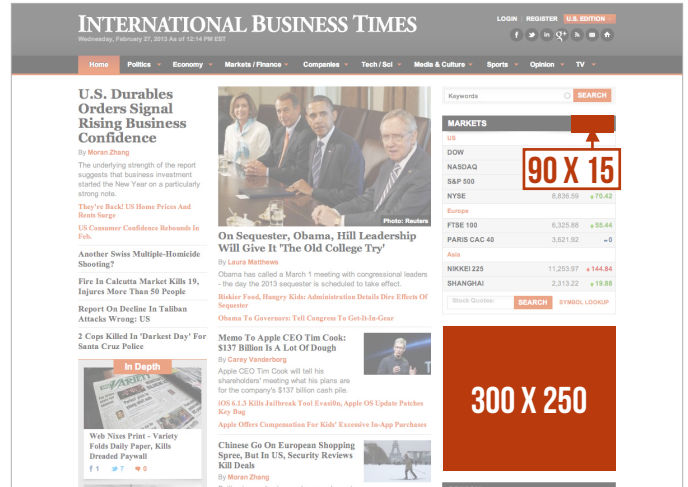 INTERNATIONAL BUSINESS TIMES
Wednesday, February 27, 2013 As of 12:14 PM EST
LOGIN | REGISTER U.S. EDITION
Home Politics Economy Markets / Finance Companies Tech / Sci Media & Culture Sports Opinion TV
U.S. Durables
Orders Signal
Rising Business
Confidence
By Moran Zhang
The underlying strength of the report
suggests that business investment
started the New Year on a particularly
strong note.
They're Back! US Home Prices And
Rents Surge
US Consumer Confidence Rebounds In
Feb.
Another Swiss Multiple-Homicide
Shooting?
Fire In Calcutta Market Kills 19,
Injures More Than 50 People
Report On Decline In Taliban
Attacks Wrong: US
2 Cops Killed In 'Darkest Day' For
Santa Cruz Police
In Depth
VARIETY
Web Nixes Print - Variety
Folds Daily Paper, Kills
Dreaded Paywall
1 7 0
Photo: Reuters
On Sequester, Obama, Hill Leadership
Will Give It 'The Old College Try'
By Laura Matthews
Obama has called a March 1 meeting with congressional leaders
- the day the 2013 sequester is scheduled to take effect.
Riskier Food, Hungry Kids: Administration Details Dire Effects Of
Sequester
Obama To Governors: Tell Congress To Get-It-In-Gear
Memo To Apple CEO Tim Cook:
$137 Billion Is A Lot Of Dough
By Carey Vanderborg
Apple CEO Tim Cook will tell his
shareholders' meeting what his plans are
for the company's $137 billion cash pile.
iOS 6.1.3 Kills Jailbreak Tool Evasi0n, Apple OS Update Patches
Key Bug
Apple Offers Compensation For Kids' Excessive In-App Purchases
Chinese Go On European Shopping
Spree, But In US, Security Reviews
Kill Deals
By Moran Zhang
Keywords SEARCH
MARKETS
US
DOW
NASDAQ
S&P 500
NYSE 8,836.59 70.42
90 X 15
Europe
FTSE 100 6,325.88 55.44
PARIS CAC 40 3,621.92 0
Asia
NIKKEI 225 11,253.97 144.84
SHANGHAI 2,313.22 19.88
Stock Quotes: SEARCH SYMBOL LOOKUP
300 X 250